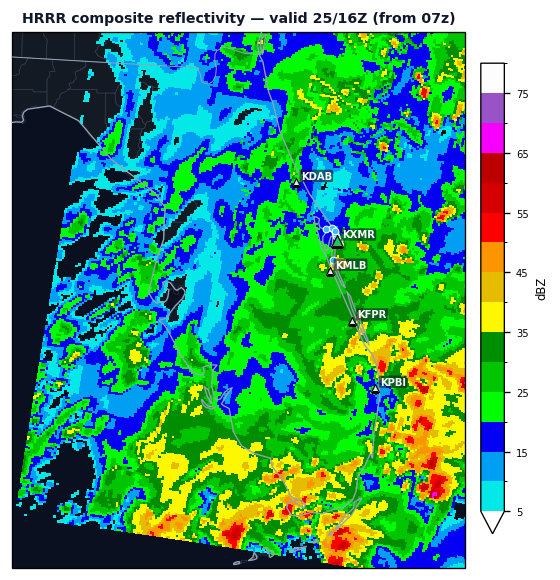 HRRR composite reflectivity — valid 25/16Z (from 07z)
KDAB
KXMR
KMLB
KFPR
KPBI
75
65
55
45
35
25
15
5
dBZ